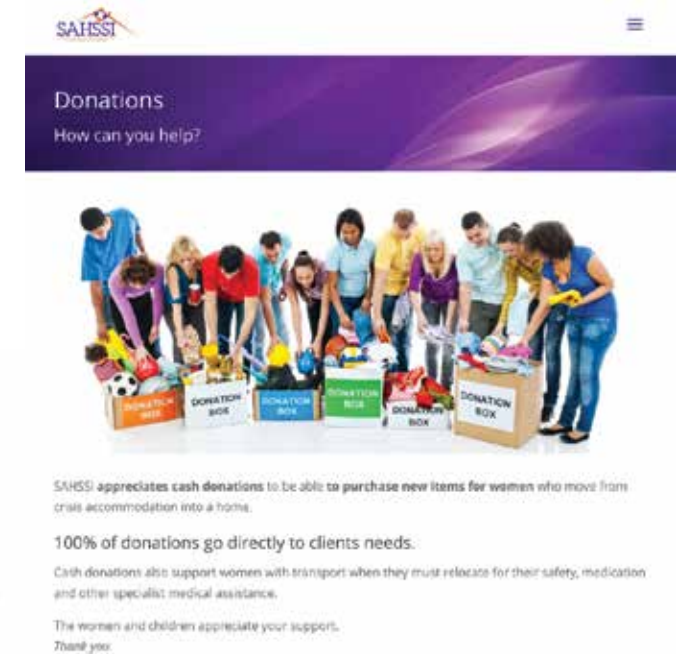 SAHSSI
Donations
How can you help?
DONATION
BOX
DONATION
BOX
DONATION
BOX
DONATION
BOX
DONATION
BOX
DONATION
BOX
SAHSSI appreciates cash donations to be able to purchase new items for women who move from
crisis accommodation into a home.
100% of donations go directly to clients needs.
Cash donations also support women with transport when they must relocate for their safety, medication
and other specialist medical assistance.
The women and children appreciate your support.
Thank you